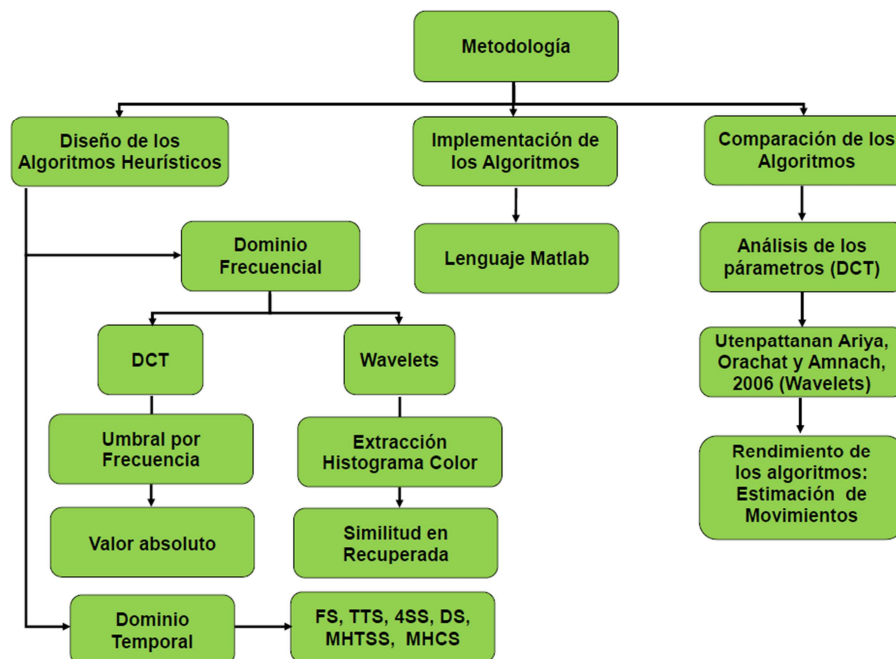 Metodología
Diseño de los
Algoritmos Heurísticos
Implementación de
los Algoritmos
Comparación de los
Algoritmos
Dominio
Frecuencial
Lenguaje Matlab
Análisis de los
párametros (DCT)
DCT
Wavelets
Utenpattanan Ariya,
Orachat y Amnach,
2006 (Wavelets)
Umbral por
Frecuencia
Extracción
Histograma Color
Rendimiento de
los algoritmos:
Estimación de
Movimientos
Valor absoluto
Similitud en
Recuperada
Dominio
Temporal
FS, TTS, 4SS, DS,
MHTSS, MHCS